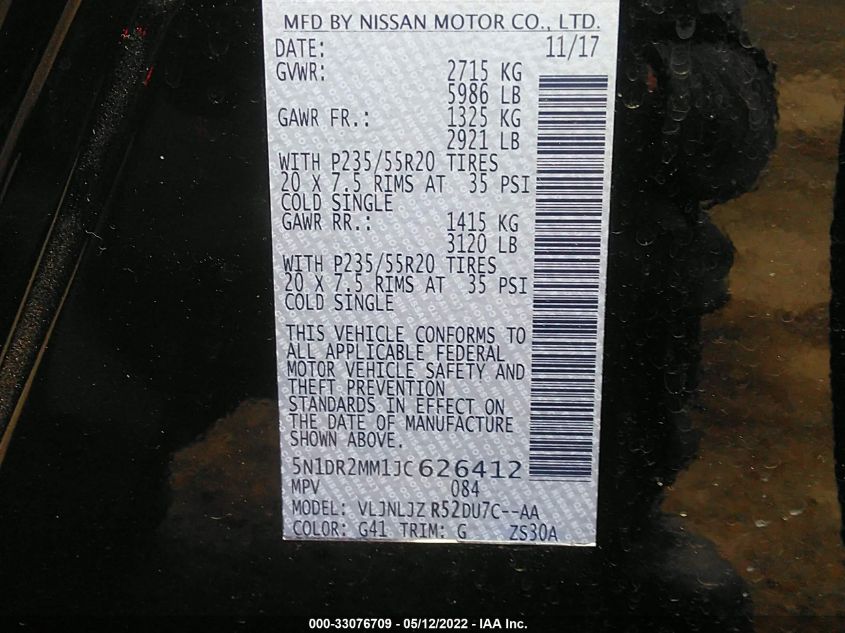 MFD BY NISSAN MOTOR CO., LTD.
DATE: 11/17
GVWR: 2715 KG
5986 LB
GAWR FR.: 1325 KG
2921 LB
WITH P235/55R20 TIRES
20 X 7.5 RIMS AT 35 PSI
COLD SINGLE
GAWR RR.: 1415 KG
3120 LB
WITH P235/55R20 TIRES
20 X 7.5 RIMS AT 35 PSI
COLD SINGLE
THIS VEHICLE CONFORMS TO
ALL APPLICABLE FEDERAL
MOTOR VEHICLE SAFETY AND
THEFT PREVENTION
STANDARDS IN EFFECT ON
THE DATE OF MANUFACTURE
SHOWN ABOVE.
5N1DR2MM1JC626412
MPV 084
MODEL: VLJNLJZ R52DU7C--AA
COLOR: G41 TRIM: G ZS30A
000-33076709 - 05/12/2022 - IAA Inc.